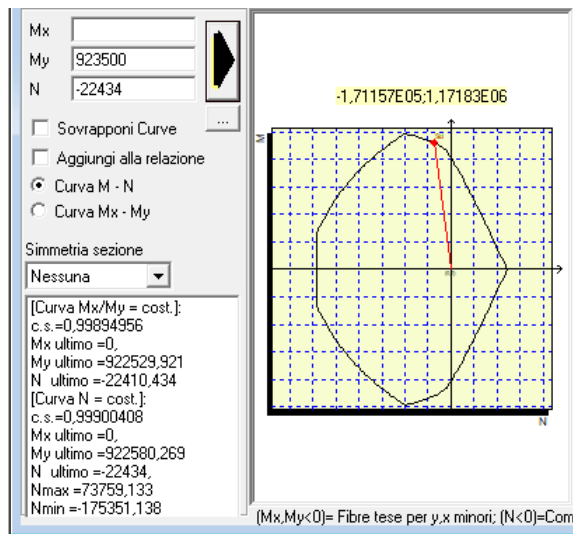 Mx
My 923500
N -22434
...
Sovrapponi Curve
Aggiungi alla relazione
Curva M - N
Curva Mx - My
Simmetria sezione
Nessuna
[Curva Mx/My = cost.]:
c.s.=0,99894956
Mx ultimo =0,
My ultimo =922529,921
N ultimo =-22410,434
[Curva N = cost.]:
c.s.=0,99900408
Mx ultimo =0,
My ultimo =922580,269
N ultimo =-22434,
Nmax =73759,133
Nmin =-175351,138
-1,71157E05;1,17183E06
M
N
(Mx,My<0)= Fibre tese per y,x minori; (N<0)=Com